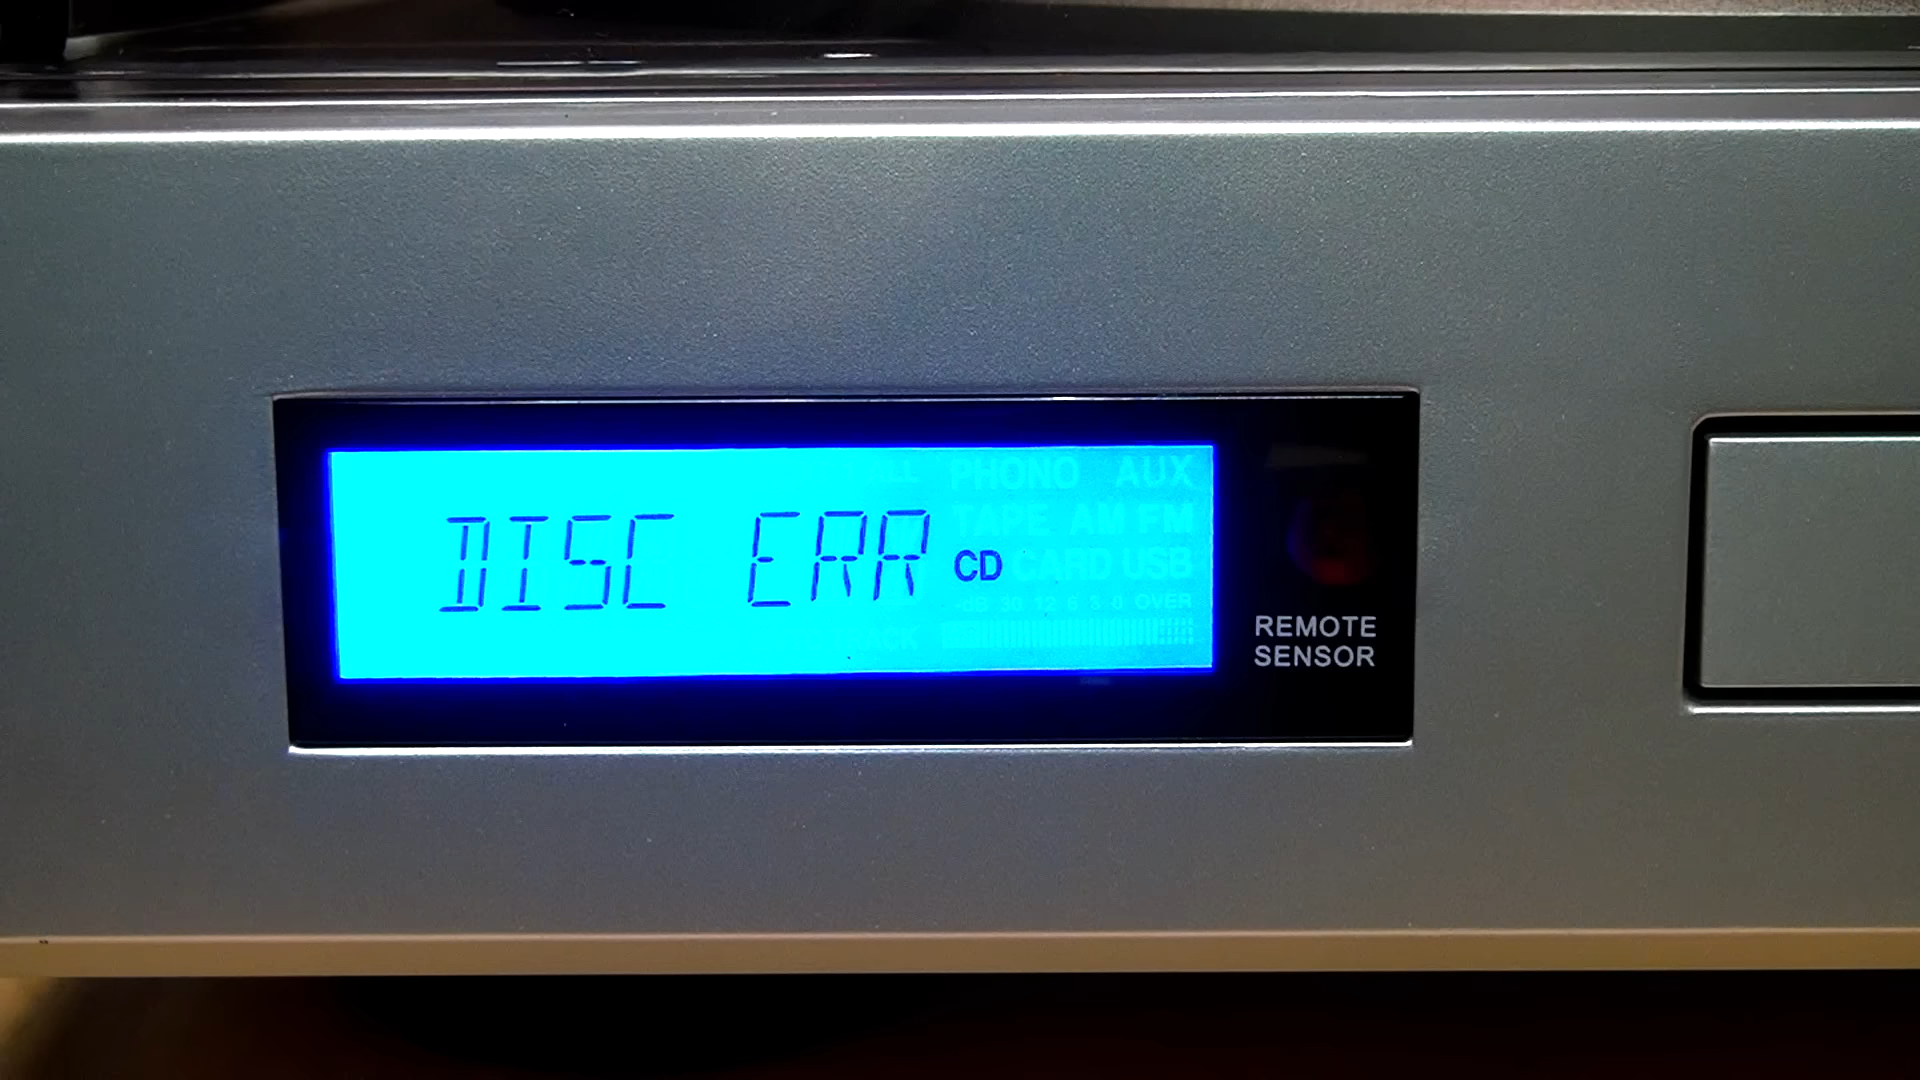 ALL PHONO AUX
TAPE AM FM
DISC ERR CD CARD USB
-dB 30 12 6 3 0 OVER
REMOTE
SENSOR